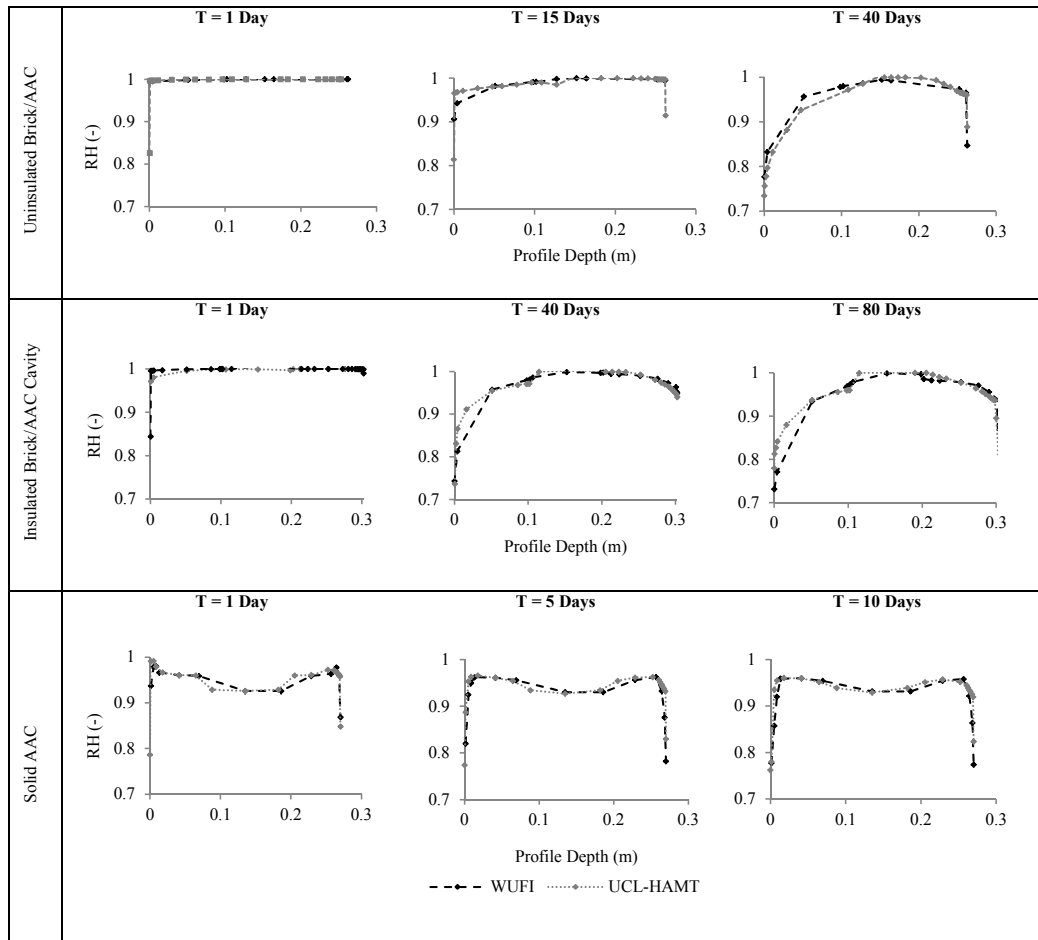 Uninsulated Brick/AAC
T = 1 Day T = 15 Days T = 40 Days
RH (-)
1 1 1
0.9 0.9 0.9
0.8 0.8 0.8
0.7 0.7 0.7
0 0.1 0.2 0.3 0 0.1 0.2 0.3 0 0.1 0.2 0.3
Profile Depth (m)
Insulated Brick/AAC Cavity
T = 1 Day T = 40 Days T = 80 Days
RH (-)
1 1 1
0.9 0.9 0.9
0.8 0.8 0.8
0.7 0.7 0.7
0 0.1 0.2 0.3 0 0.1 0.2 0.3 0 0.1 0.2 0.3
Profile Depth (m)
Solid AAC
T = 1 Day T = 5 Days T = 10 Days
RH (-)
1 1 1
0.9 0.9 0.9
0.8 0.8 0.8
0.7 0.7 0.7
0 0.1 0.2 0.3 0 0.1 0.2 0.3 0 0.1 0.2 0.3
Profile Depth (m)
WUFI UCL-HAMT